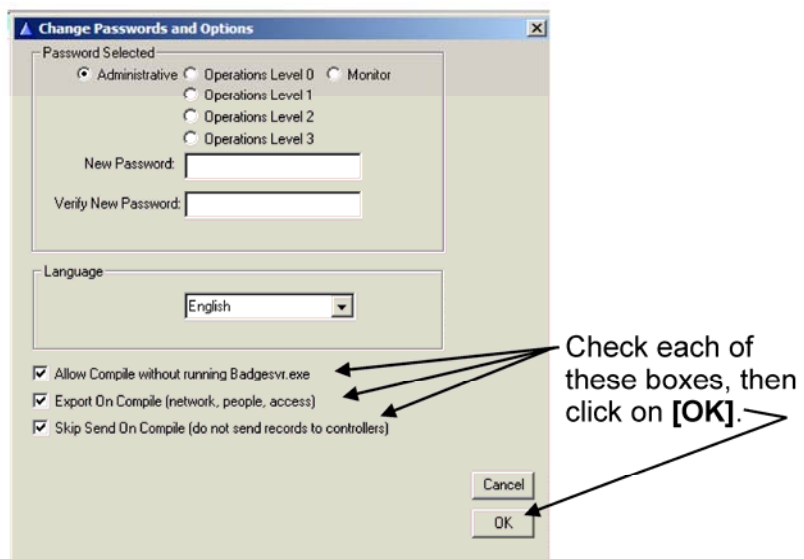 Change Passwords and Options
Password Selected
Administrative Operations Level 0 Monitor
Operations Level 1
Operations Level 2
Operations Level 3
New Password:
Verify New Password:
Language
English
Allow Compile without running Badgesvr.exe
Export On Compile (network, people, access)
Skip Send On Compile (do not send records to controllers)
Check each of
these boxes, then
click on [OK].
Cancel
OK